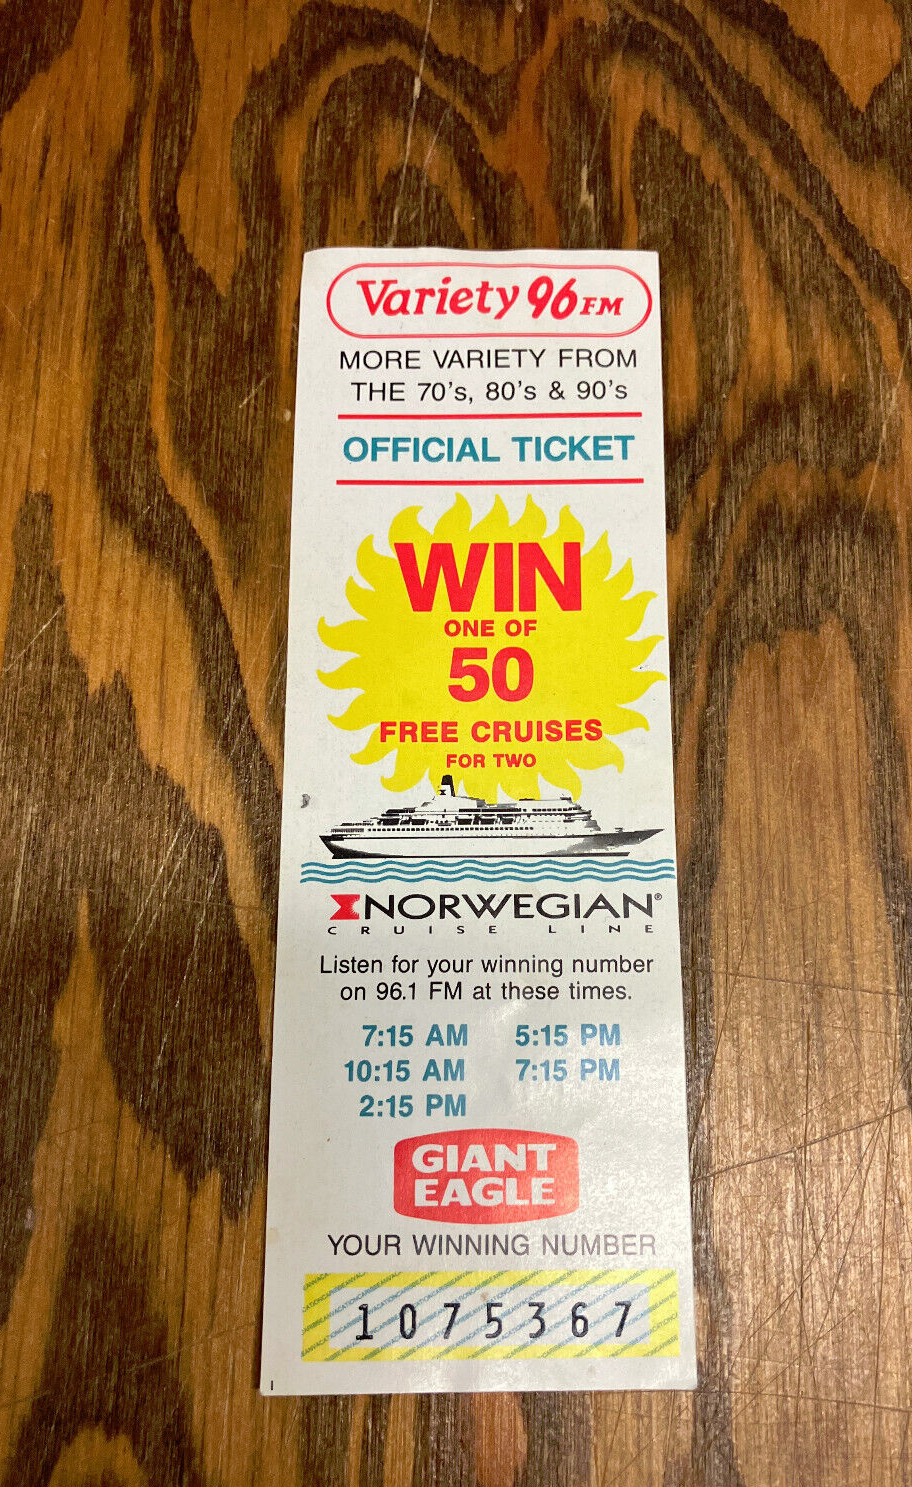 Variety 96 FM
MORE VARIETY FROM
THE 70's, 80's & 90's
OFFICIAL TICKET
WIN
ONE OF
50
FREE CRUISES
FOR TWO
NORWEGIAN®
CRUISE LINE
Listen for your winning number
on 96.1 FM at these times.
7:15 AM 5:15 PM
10:15 AM 7:15 PM
2:15 PM
GIANT
EAGLE
YOUR WINNING NUMBER
1075367